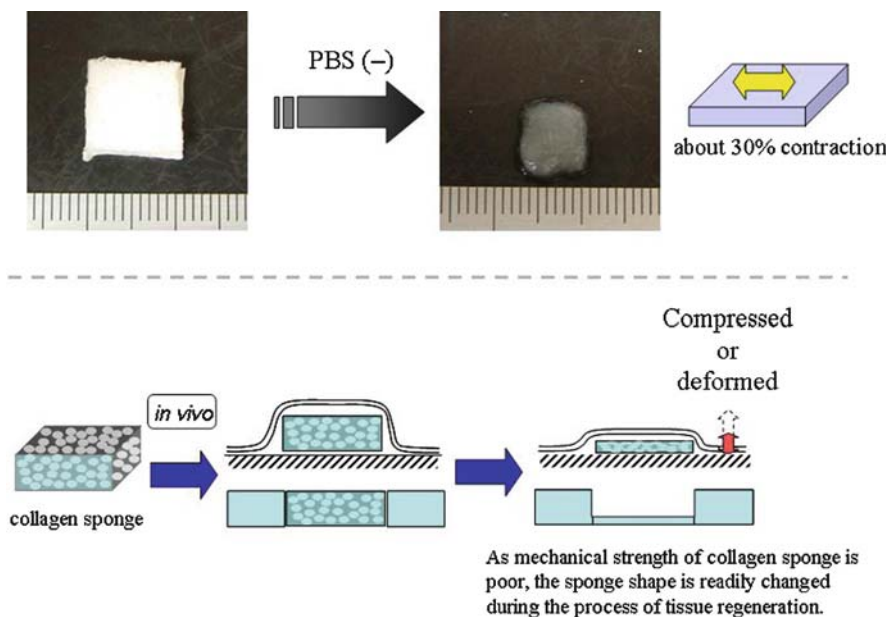 PBS (–)
about 30% contraction
Compressed
or
deformed
in vivo
collagen sponge
As mechanical strength of collagen sponge is
poor, the sponge shape is readily changed
during the process of tissue regeneration.